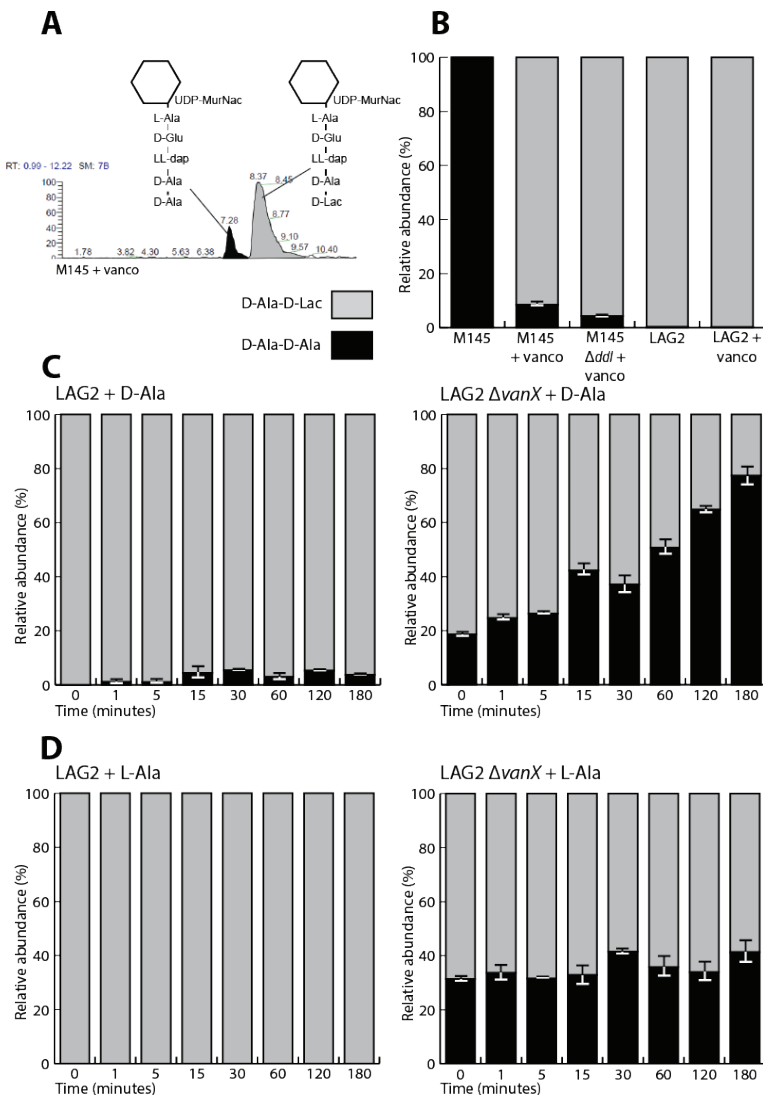 A
UDP-MurNac
L-Ala
D-Glu
LL-dap
D-Ala
D-Ala
UDP-MurNac
L-Ala
D-Glu
LL-dap
D-Ala
D-Lac
RT: 0.99 - 12.22 SM: 7B
100
80
60
40
20
0
1.78 3.82 4.30 5.63 6.38 7.28 8.37 8.45 8.77 9.10 9.57 10.40
M145 + vanco
D-Ala-D-Lac
D-Ala-D-Ala
B
Relative abundance (%)
100
80
60
40
20
0
M145
M145
+ vanco
M145
Δddl +
vanco
LAG2
LAG2 +
vanco
C
LAG2 + D-Ala
Relative abundance (%)
100
80
60
40
20
0
0 1 5 15 30 60 120 180
Time (minutes)
LAG2 ΔvanX + D-Ala
Relative abundance (%)
100
80
60
40
20
0
0 1 5 15 30 60 120 180
Time (minutes)
D
LAG2 + L-Ala
Relative abundance (%)
100
80
60
40
20
0
0 1 5 15 30 60 120 180
Time (minutes)
LAG2 ΔvanX + L-Ala
Relative abundance (%)
100
80
60
40
20
0
0 1 5 15 30 60 120 180
Time (minutes)